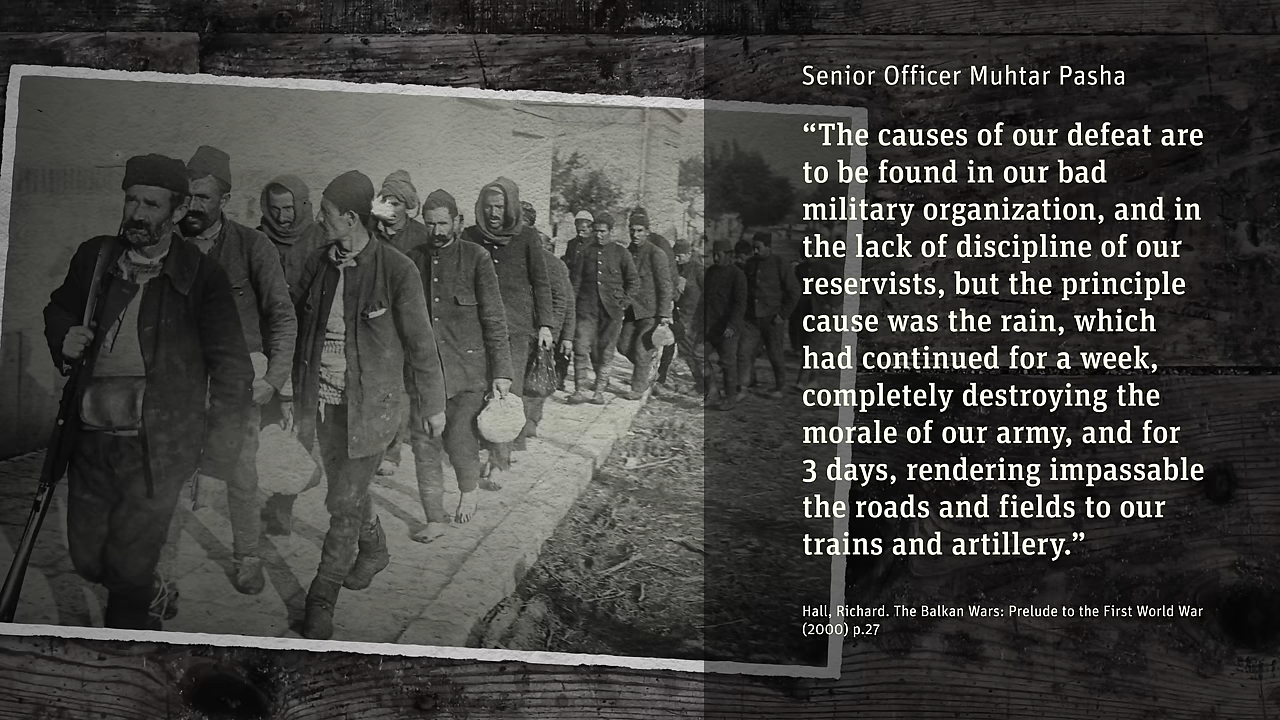 Senior Officer Muhtar Pasha
“The causes of our defeat are
to be found in our bad
military organization, and in
the lack of discipline of our
reservists, but the principle
cause was the rain, which
had continued for a week,
completely destroying the
morale of our army, and for
3 days, rendering impassable
the roads and fields to our
trains and artillery.”
Hall, Richard. The Balkan Wars: Prelude to the First World War
(2000) p.27